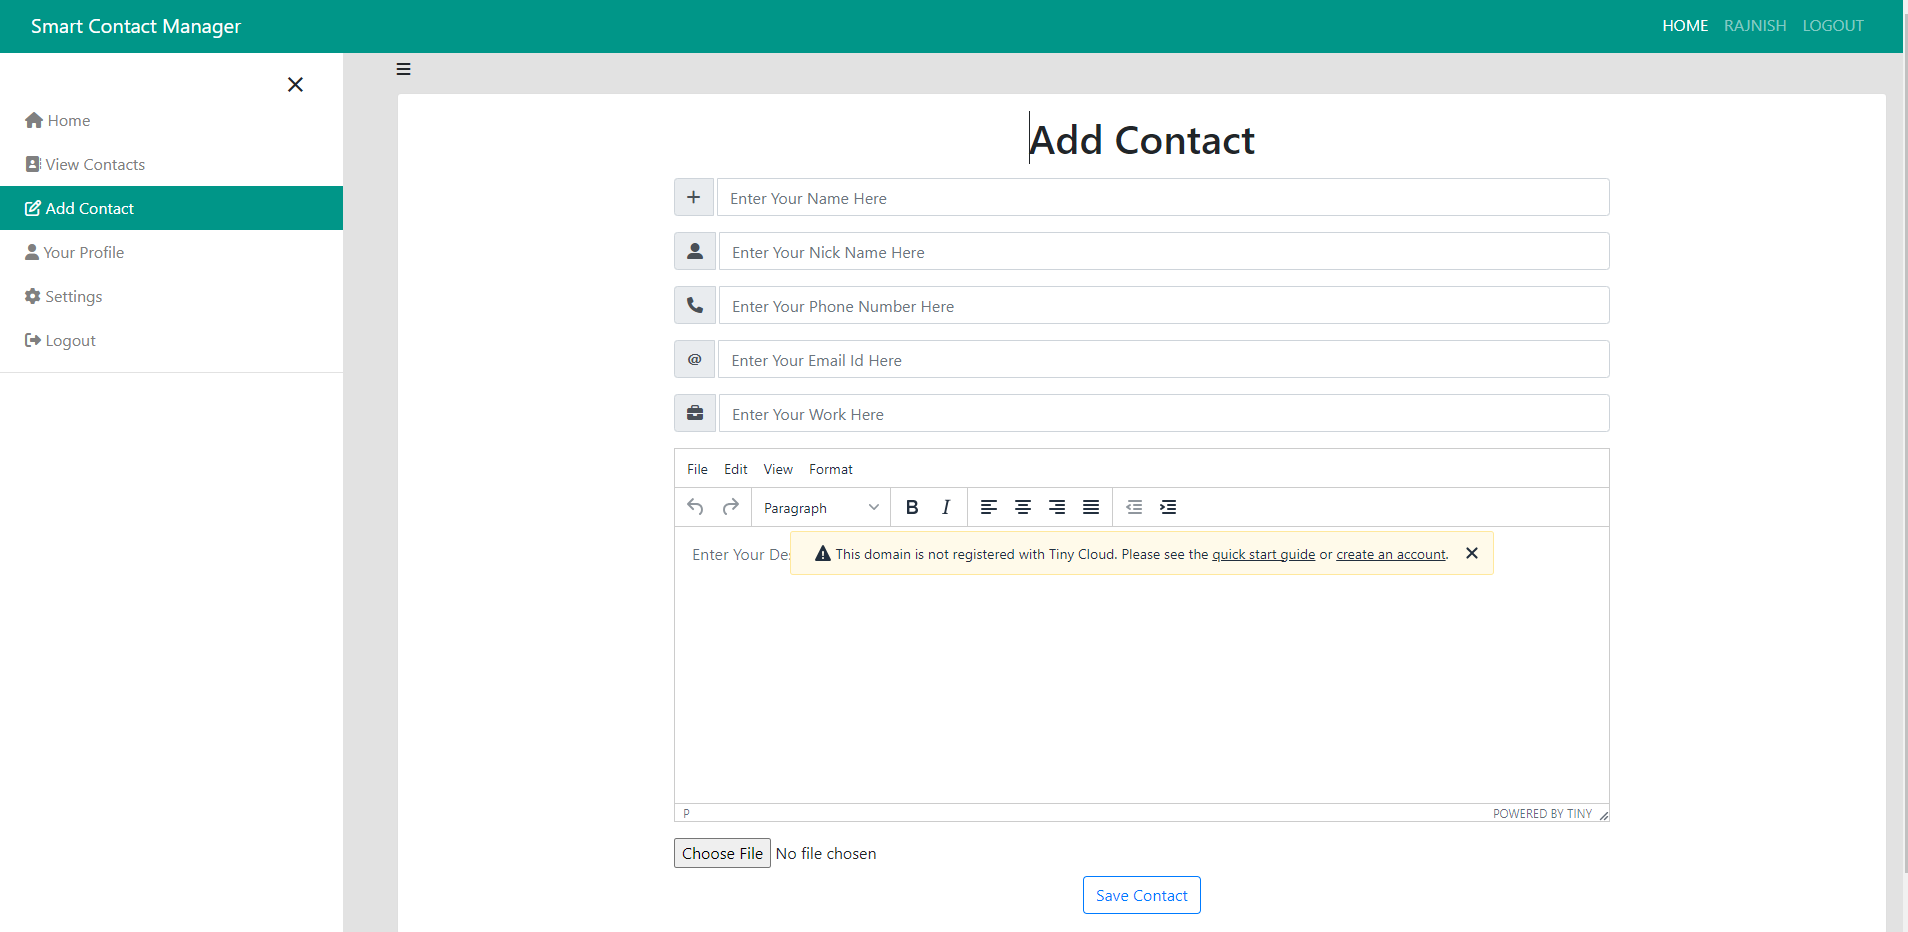 Smart Contact Manager
HOME RAJNISH LOGOUT
Home
View Contacts
Add Contact
Your Profile
Settings
Logout
Add Contact
Enter Your Name Here
Enter Your Nick Name Here
Enter Your Phone Number Here
@ Enter Your Email Id Here
Enter Your Work Here
File Edit View Format
Paragraph B I
Enter Your
This domain is not registered with Tiny Cloud. Please see the quick start guide or create an account.
P POWERED BY TINY
Choose File No file chosen
Save Contact